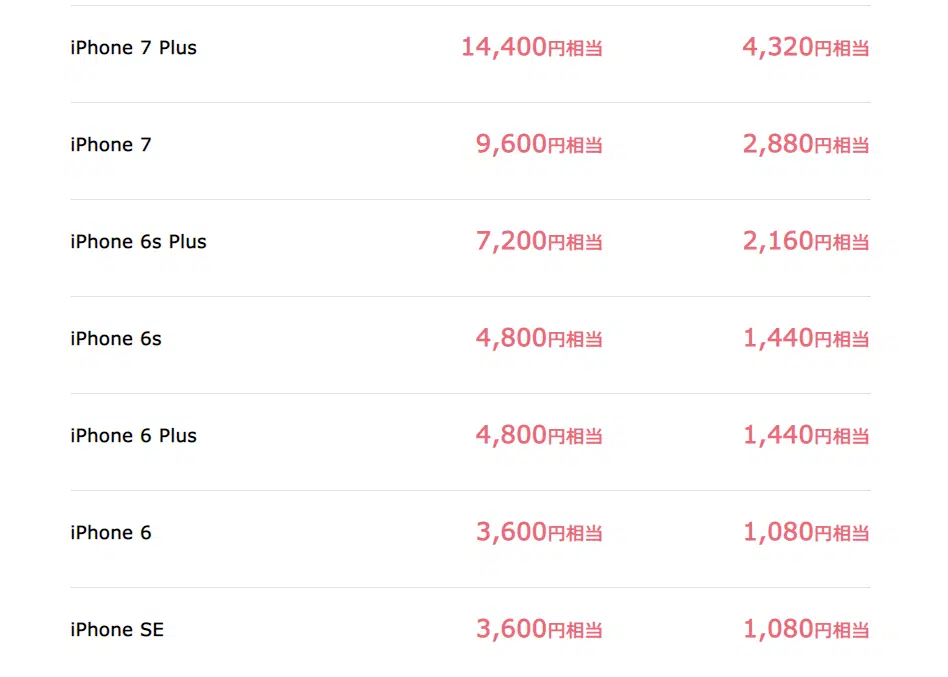 iPhone 7 Plus 14,400円相当 4,320円相当
iPhone 7 9,600円相当 2,880円相当
iPhone 6s Plus 7,200円相当 2,160円相当
iPhone 6s 4,800円相当 1,440円相当
iPhone 6 Plus 4,800円相当 1,440円相当
iPhone 6 3,600円相当 1,080円相当
iPhone SE 3,600円相当 1,080円相当